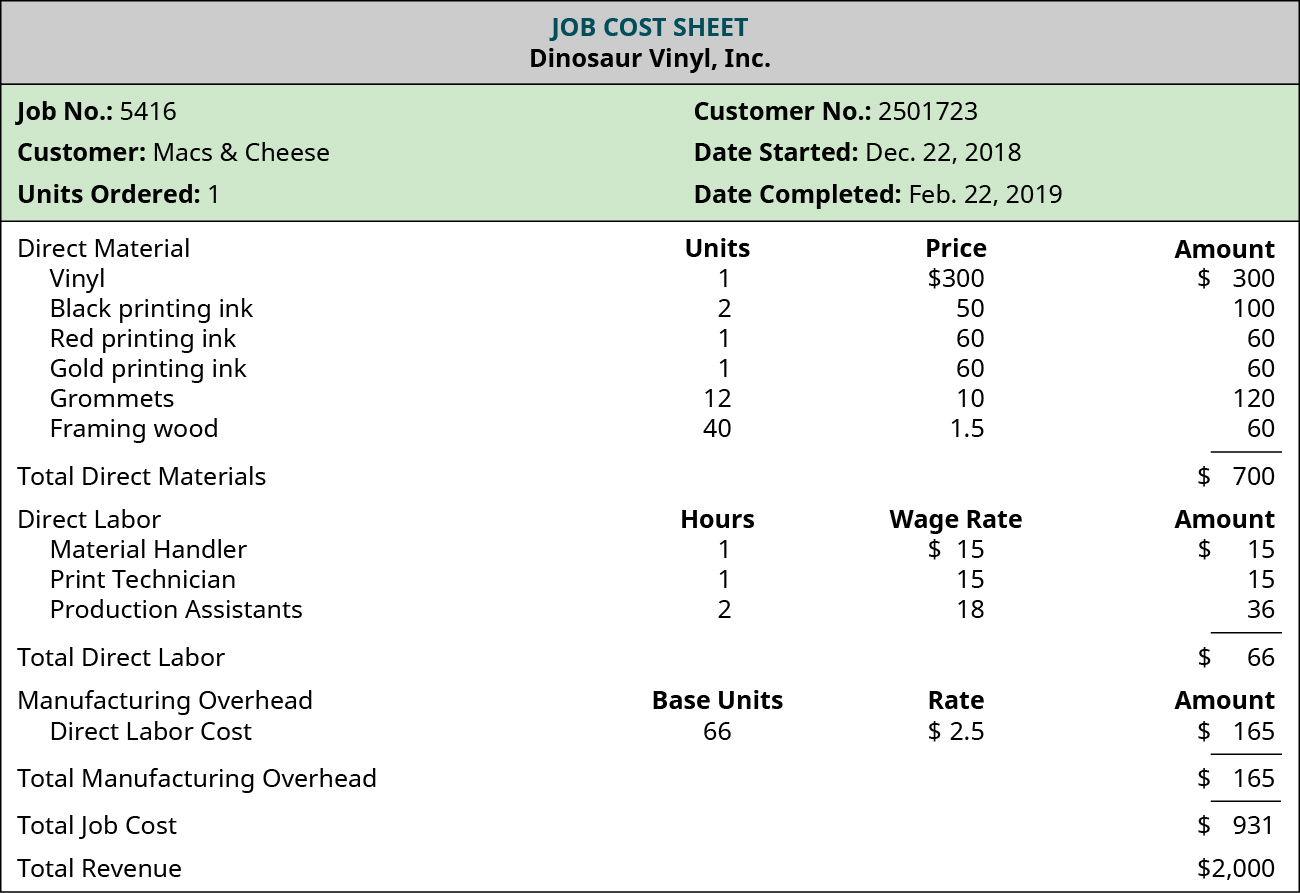 JOB COST SHEET
Dinosaur Vinyl, Inc.
Job No.: 5416 Customer No.: 2501723
Customer: Macs & Cheese Date Started: Dec. 22, 2018
Units Ordered: 1 Date Completed: Feb. 22, 2019
Direct Material Units Price Amount
Vinyl 1 $300 $ 300
Black printing ink 2 50 100
Red printing ink 1 60 60
Gold printing ink 1 60 60
Grommets 12 10 120
Framing wood 40 1.5 60
Total Direct Materials $ 700
Direct Labor Hours Wage Rate Amount
Material Handler 1 $ 15 $ 15
Print Technician 1 15 15
Production Assistants 2 18 36
Total Direct Labor $ 66
Manufacturing Overhead Base Units Rate Amount
Direct Labor Cost 66 $ 2.5 $ 165
Total Manufacturing Overhead $ 165
Total Job Cost $ 931
Total Revenue $2,000